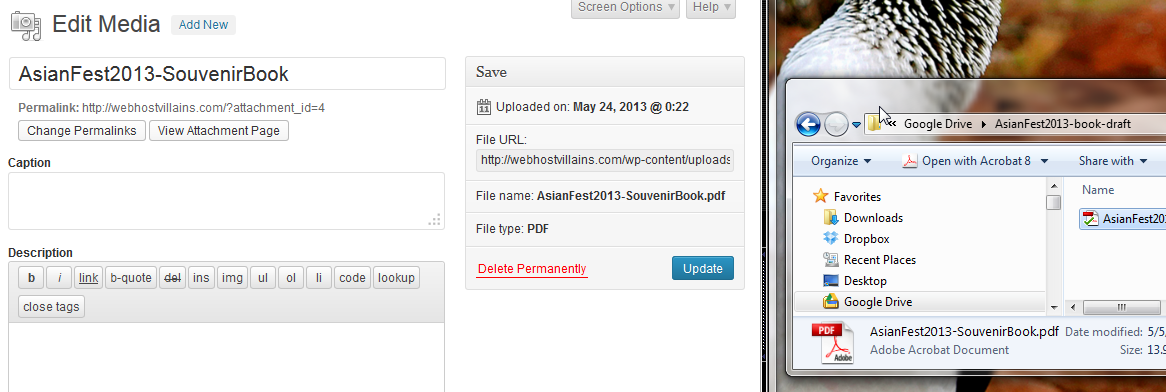 Screen Options Help
Edit Media Add New
AsianFest2013-SouvenirBook
Permalink: http://webhostvillains.com/?attachment_id=4
Change Permalinks View Attachment Page
Caption
Description
b i link b-quote del ins img ul ol li code lookup
close tags
Save
11 Uploaded on: May 24, 2013 @ 0:22
File URL:
http://webhostvillains.com/wp-content/uploads
File name: AsianFest2013-SouvenirBook.pdf
File type: PDF
Delete Permanently Update
« Google Drive AsianFest2013-book-draft
Organize Open with Acrobat 8 Share with
Favorites
Downloads
Dropbox
Recent Places
Desktop
Google Drive
Name
AsianFest20
PDF
Adobe
AsianFest2013-SouvenirBook.pdf Date modified: 5/5/
Adobe Acrobat Document Size: 13.9